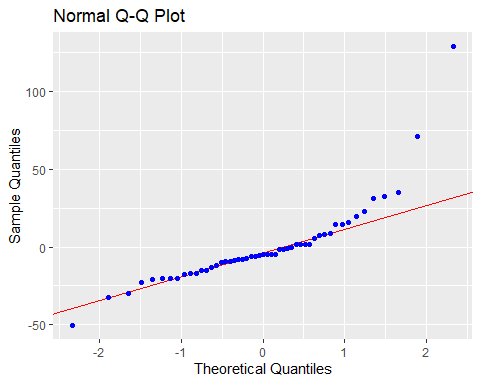 Normal Q-Q Plot
100
50
0
-50
Sample Quantiles
-2 -1 0 1 2
Theoretical Quantiles